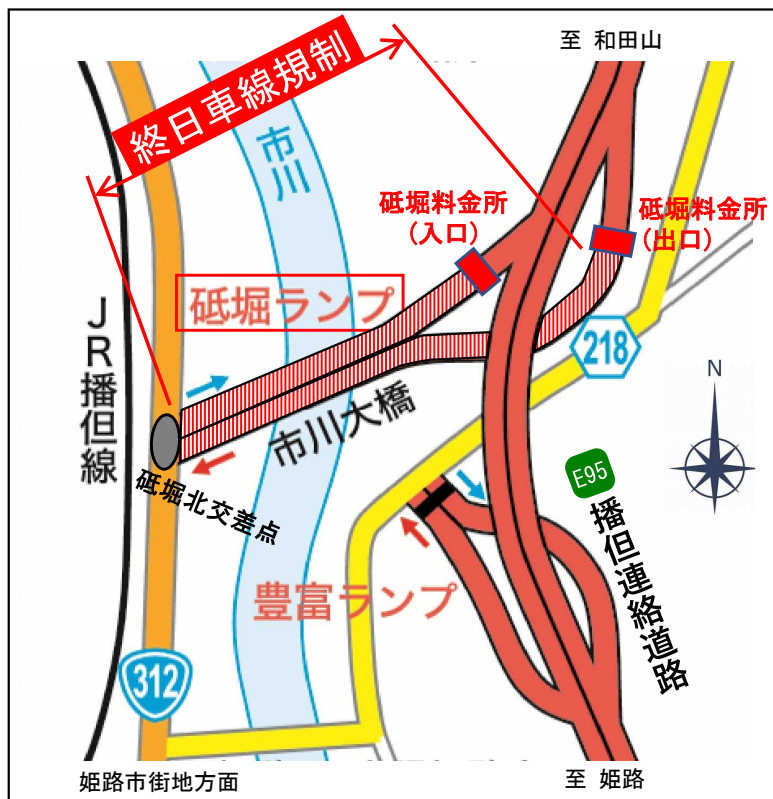 至 和田山
終日車線規制
市川
砥堀料金所
(入口)
砥堀料金所
(出口)
砥堀ランプ
JR播但線
218
市川大橋
N
砥堀北交差点
E95
播但連絡道路
豊富ランプ
312
姫路市街地方面
至 姫路